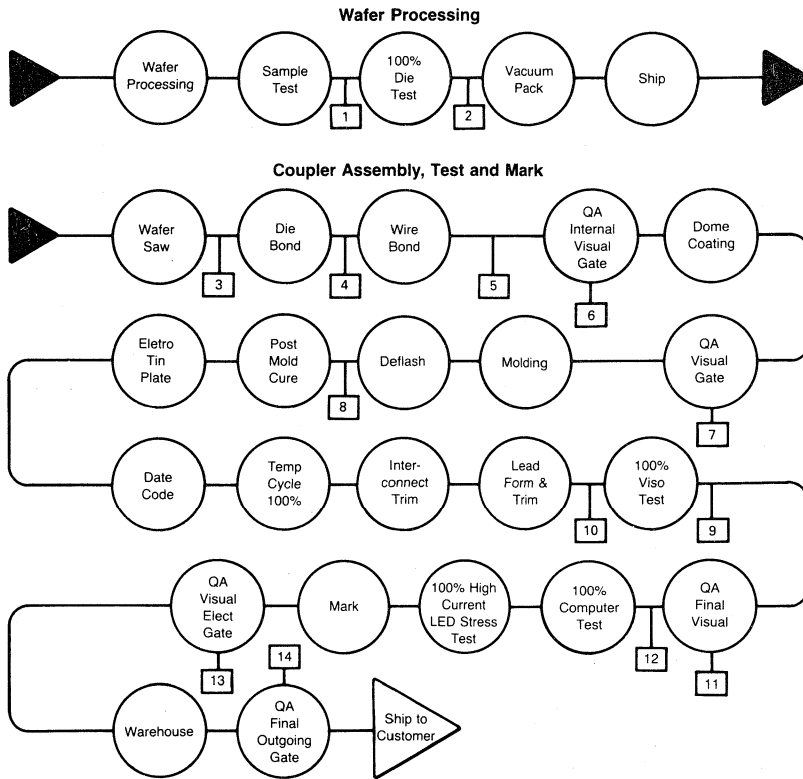 Wafer Processing
Wafer
Processing
Sample
Test
1
100%
Die
Test
2
Vacuum
Pack
Ship
Coupler Assembly, Test and Mark
Wafer
Saw
3
Die
Bond
4
Wire
Bond
5
QA
Internal
Visual
Gate
6
Dome
Coating
Eletro
Tin
Plate
Post
Mold
Cure
8
Deflash
Molding
QA
Visual
Gate
7
Date
Code
Temp
Cycle
100%
Inter-
connect
Trim
Lead
Form &
Trim
10
100%
Viso
Test
9
QA
Visual
Elect
Gate
13
Mark
100% High
Current
LED Stress
Test
100%
Computer
Test
12
QA
Final
Visual
11
Warehouse
14
QA
Final
Outgoing
Gate
Ship to
Customer